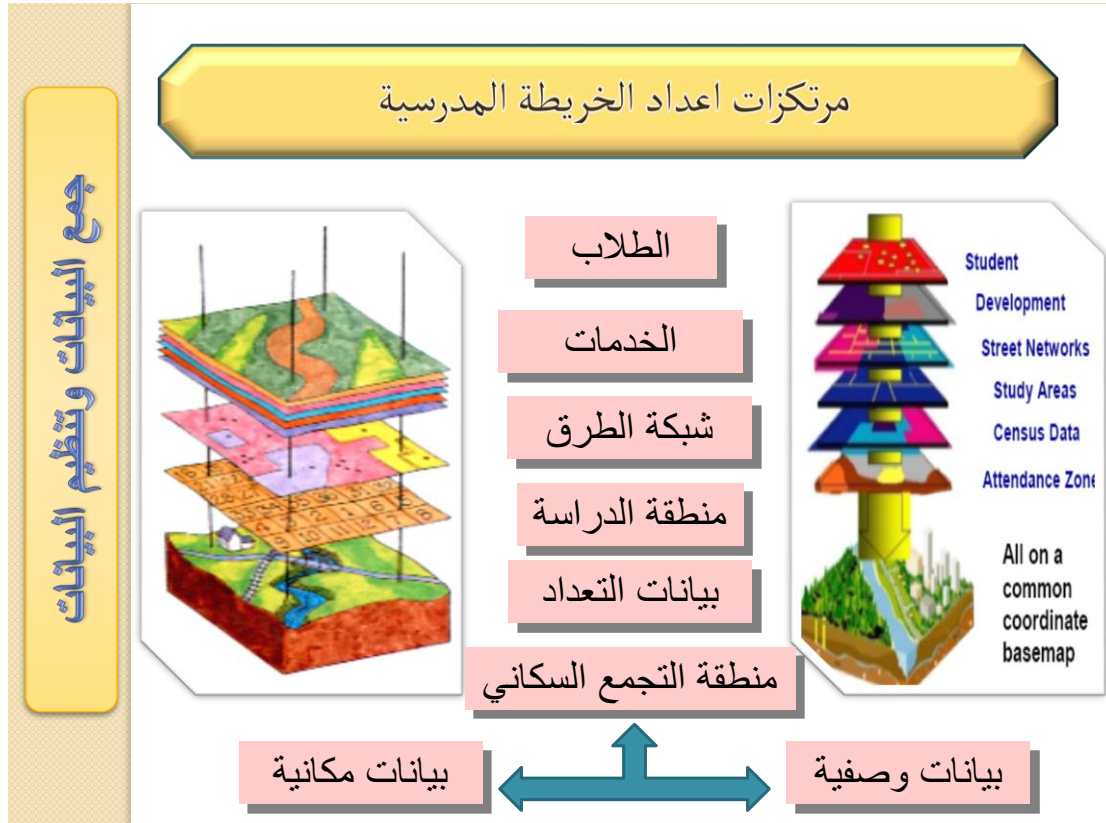 مرتكزات اعداد الخريطة المدرسية
جمع البيانات وتنظيم البيانات
الطلاب
الخدمات
شبكة الطرق
منطقة الدراسة
بيانات التعداد
منطقة التجمع السكاني
بيانات وصفية
بيانات مكانية
Student
Development
Street Networks
Study Areas
Census Data
Attendance Zone
All on a
common
coordinate
basemap